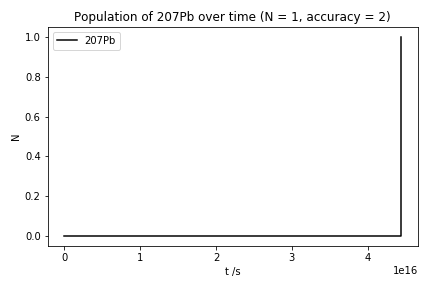 Population of 207Pb over time (N = 1, accuracy = 2)
207Pb
1.0
0.8
0.6
0.4
0.2
0.0
N
0 1 2 3 4
1e16
t /s